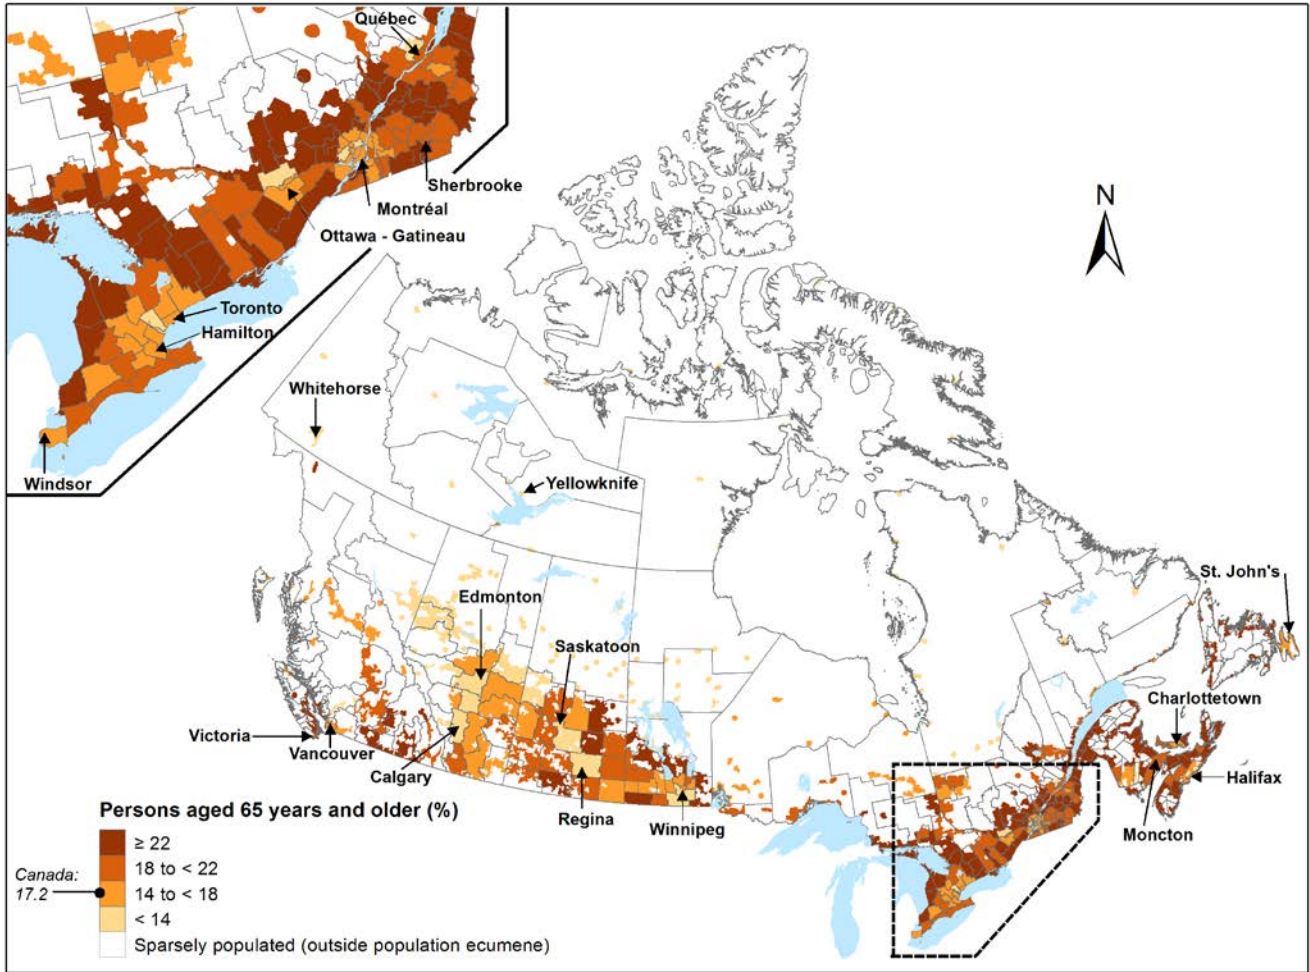 Québec
Sherbrooke
Montréal
Ottawa - Gatineau
Toronto
Hamilton
Windsor
N
Whitehorse
Yellowknife
Edmonton
Saskatoon
St. John's
Charlottetown
Victoria
Vancouver
Calgary
Halifax
Regina
Winnipeg
Moncton
Persons aged 65 years and older (%)
≥ 22
18 to < 22
Canada:
17.2
14 to < 18
< 14
Sparsely populated (outside population ecumene)